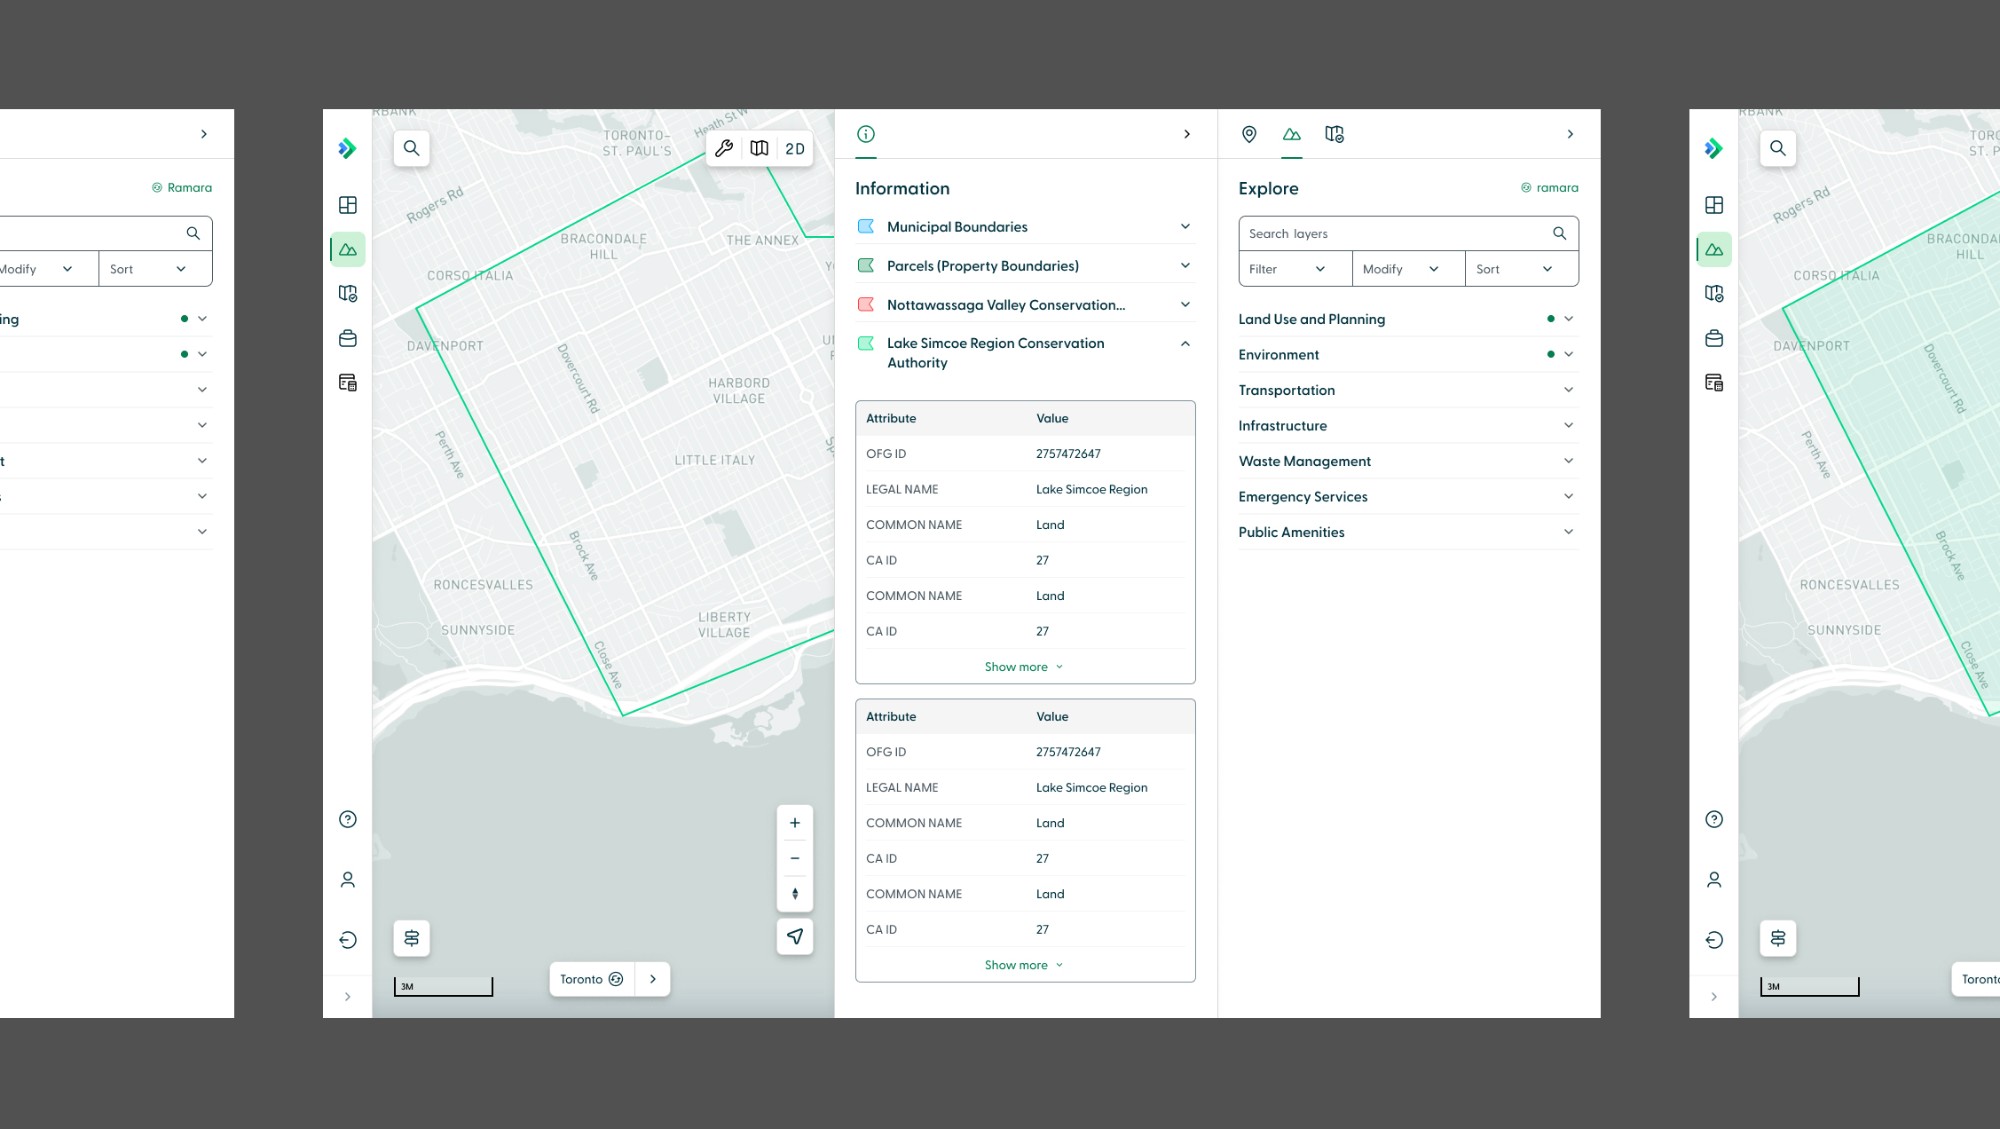 Ramara
Modify
Sort
ing
t
TORONTO-
ST. PAUL'S
Heath St W
2D
Rogers Rd
BRACONDALE
HILL
THE ANNEX
CORSO ITALIA
DAVENPORT
Dovercourt Rd
HARBORD
VILLAGE
Perth Ave
LITTLE ITALY
Brock Ave
RONCESVALLES
LIBERTY
VILLAGE
SUNNYSIDE
Close Ave
3M
Toronto
Information
Municipal Boundaries
Parcels (Property Boundaries)
Nottawassaga Valley Conservation...
Lake Simcoe Region Conservation
Authority
Attribute Value
OFG ID 2757472647
LEGAL NAME Lake Simcoe Region
COMMON NAME Land
CA ID 27
COMMON NAME Land
CA ID 27
Show more
Attribute Value
OFG ID 2757472647
LEGAL NAME Lake Simcoe Region
COMMON NAME Land
CA ID 27
COMMON NAME Land
CA ID 27
Show more
Explore
ramara
Search layers
Filter Modify Sort
Land Use and Planning
Environment
Transportation
Infrastructure
Waste Management
Emergency Services
Public Amenities
RBANK
TORO
ST. P
Rogers Rd
BRACONDAL
HILL
CORSO ITALIA
DAVENPORT
Dovercourt Rd
Perth Ave
Brock Ave
RONCESVALLES
SUNNYSIDE
Close Ave
3M
Toronto